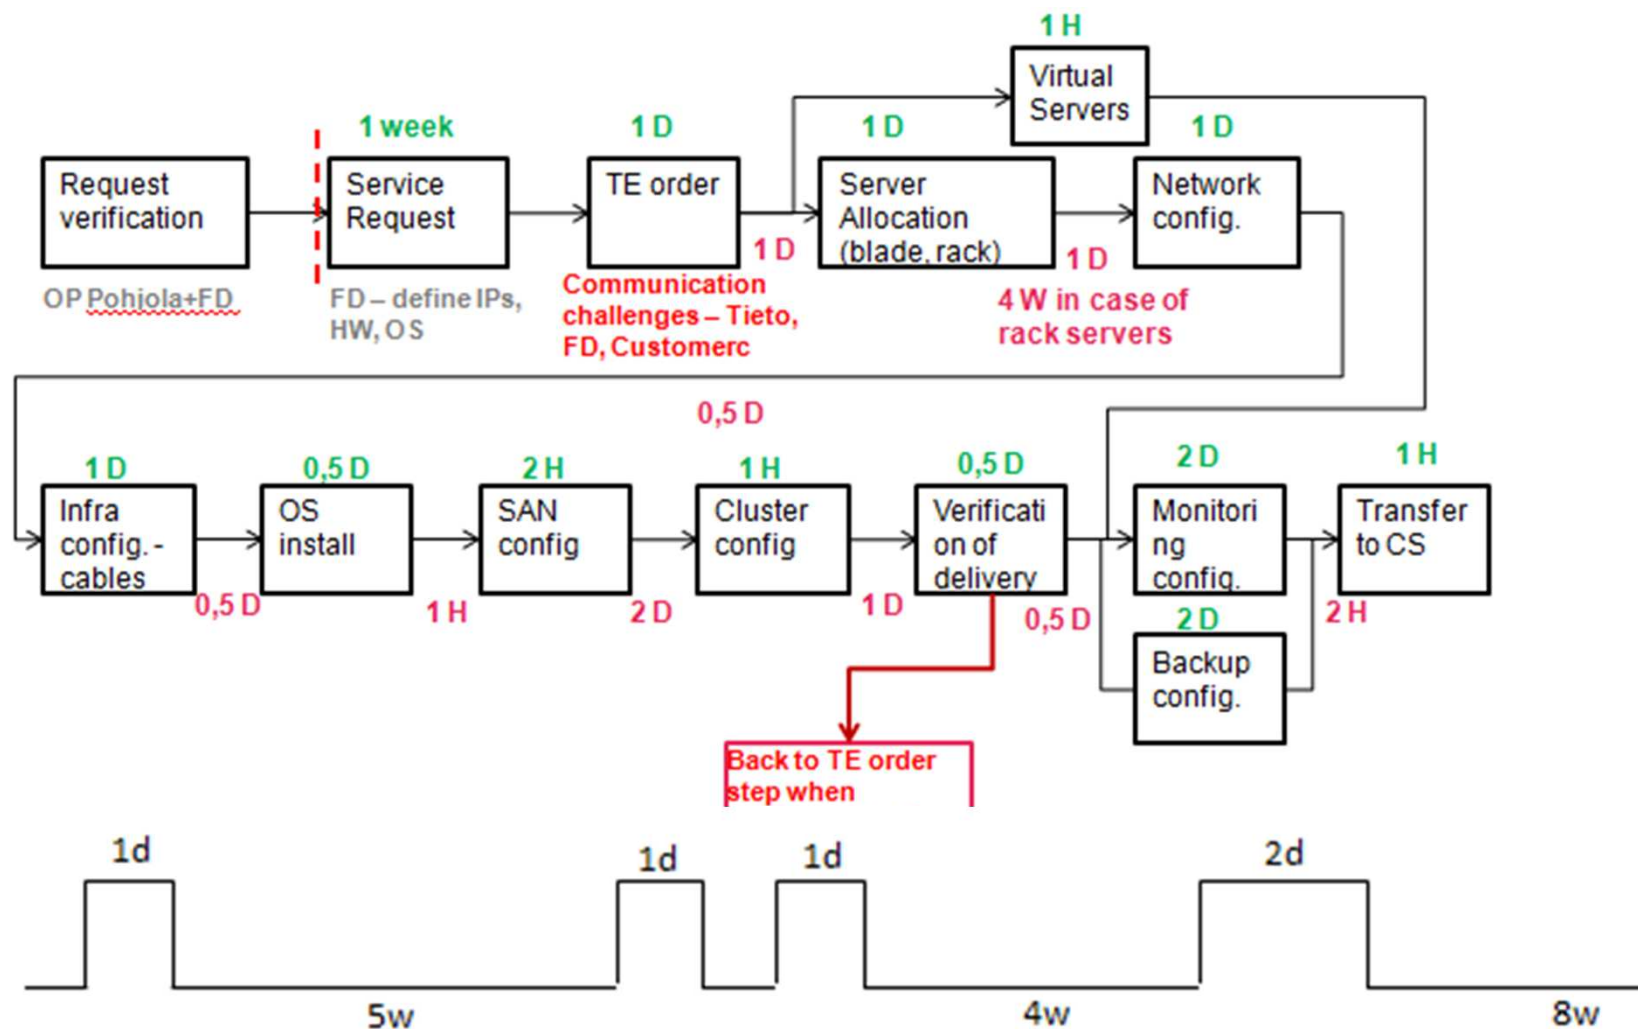 1 H
Virtual
Servers
1 week
1 D
1 D
1 D
Request
verification
Service
Request
TE order
Server
Allocation
(blade, rack)
Network
config.
1 D
1 D
OP Pohjola+FD
FD – define IPs,
HW, OS
Communication
challenges – Tieto,
FD, Customerc
4 W in case of
rack servers
0,5 D
1 D
0,5 D
2 H
1 H
0,5 D
2 D
1 H
Infra
config. -
cables
OS
install
SAN
config
Cluster
config
Verificati
on of
delivery
Monitori
ng
config.
Transfer
to CS
0,5 D
1 H
2 D
1 D
0,5 D
2 D
2 H
Backup
config.
Back to TE order
step when
1d
1d
1d
2d
5w
4w
8w